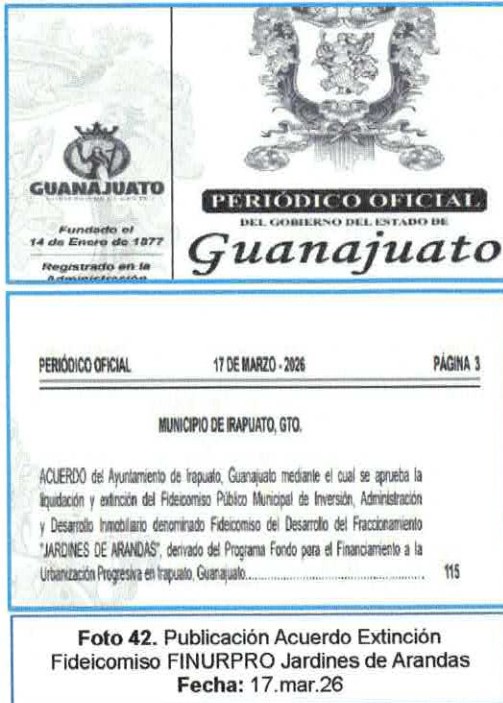 GUANAJUATO
Fundado el
14 de Enero de 1877
Registrado en la
Administración
PERIÓDICO OFICIAL
DEL GOBIERNO DEL ESTADO DE
Guanajuato
PERIÓDICO OFICIAL 17 DE MARZO - 2026 PÁGINA 3
MUNICIPIO DE IRAPUATO, GTO.
ACUERDO del Ayuntamiento de Irapuato, Guanajuato mediante el cual se aprueba la
liquidación y extinción del Fideicomiso Público Municipal de Inversión, Administración
y Desarrollo Inmobiliario denominado Fideicomiso del Desarrollo del Fraccionamiento
"JARDINES DE ARANDAS", derivado del Programa Fondo para el Financiamiento a la
Urbanización Progresiva en Irapuato, Guanajuato.............................................. 115
Foto 42. Publicación Acuerdo Extinción
Fideicomiso FINURPRO Jardines de Arandas
Fecha: 17.mar.26